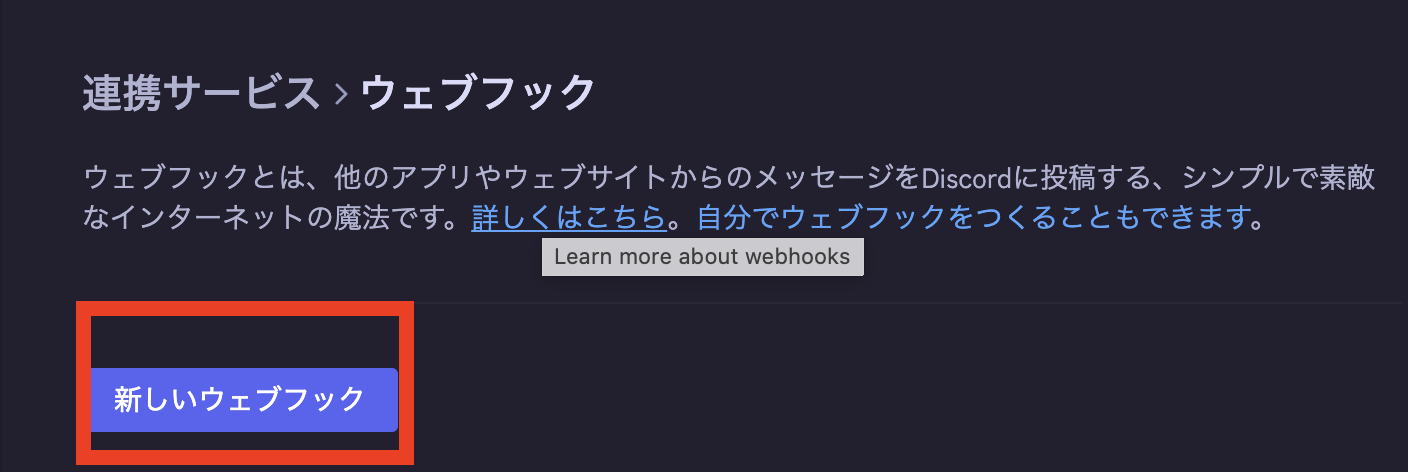 連携サービス > ウェブフック
ウェブフックとは、他のアプリやウェブサイトからのメッセージをDiscordに投稿する、シンプルで素敵
なインターネットの魔法です。詳しくはこちら。自分でウェブフックをつくることもできます。
Learn more about webhooks
新しいウェブフック